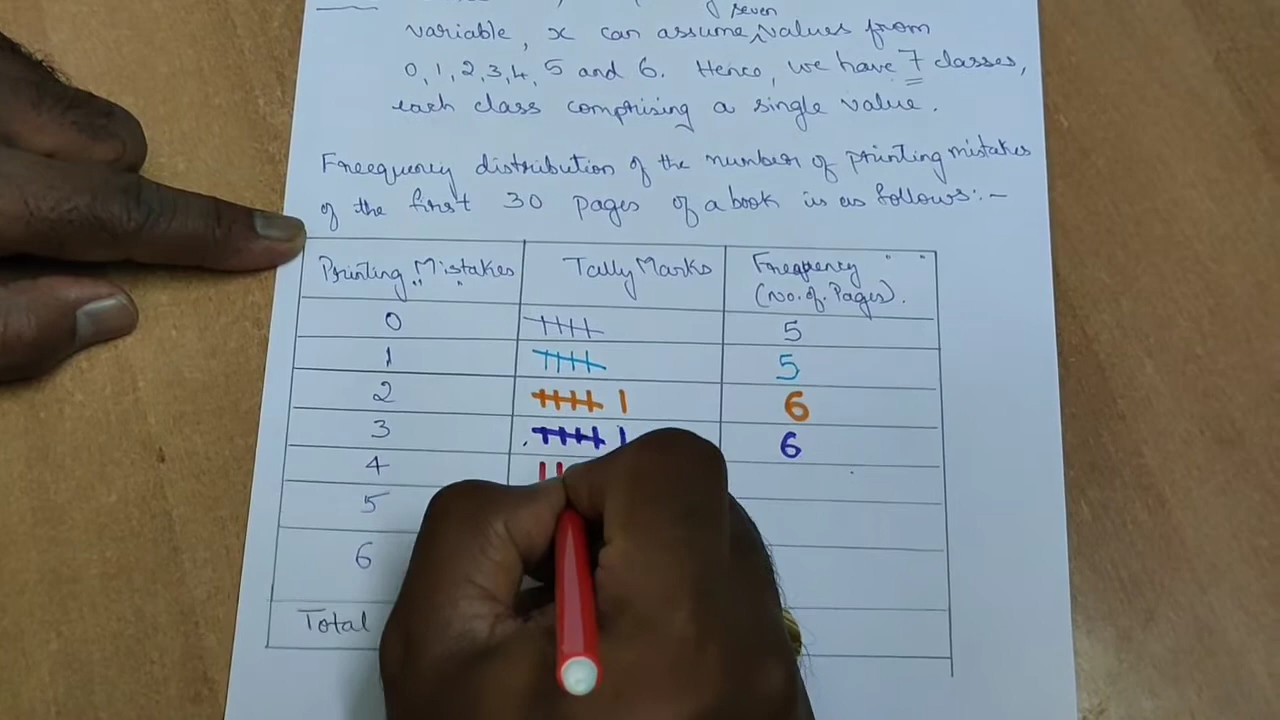 seven
variable, x can assume ^ values from
0, 1, 2, 3, 4, 5 and 6. Hence, we have 7 classes,
each class comprising a single value.
Freequency distribution of the number of printing mistakes
of the first 30 pages of a book is as follows:-
Printing Mistakes Tally Marks Frequency
(No. of. Pages).
0 5
1 5
2 6
3 6
4
5
6
Total